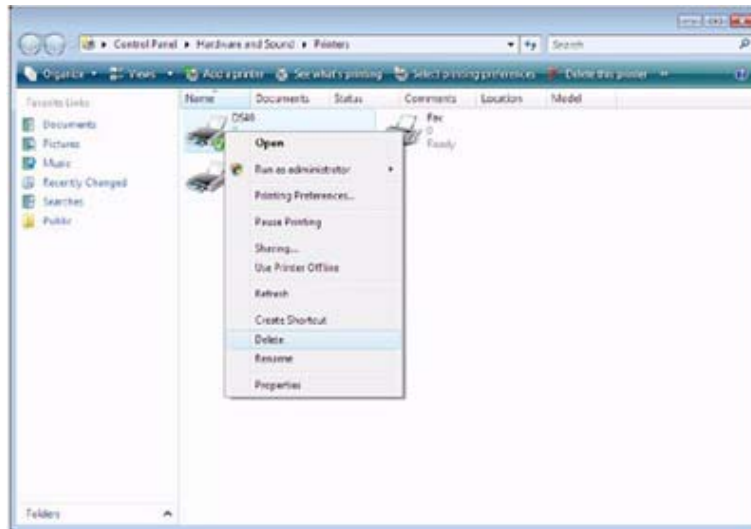 Control Panel ▸ Hardware and Sound ▸ Printers
Search
Organize
Views
Add a printer
See what's printing
Select printing preferences
Delete this printer
Favorite Links
Name
Documents
Status
Comments
Location
Model
Documents
Pictures
Music
Recently Changed
Searches
Public
Fax
0
Ready
Open
Run as administrator
Printing Preferences...
Pause Printing
Sharing...
Use Printer Offline
Refresh
Create Shortcut
Delete
Rename
Properties
Folders